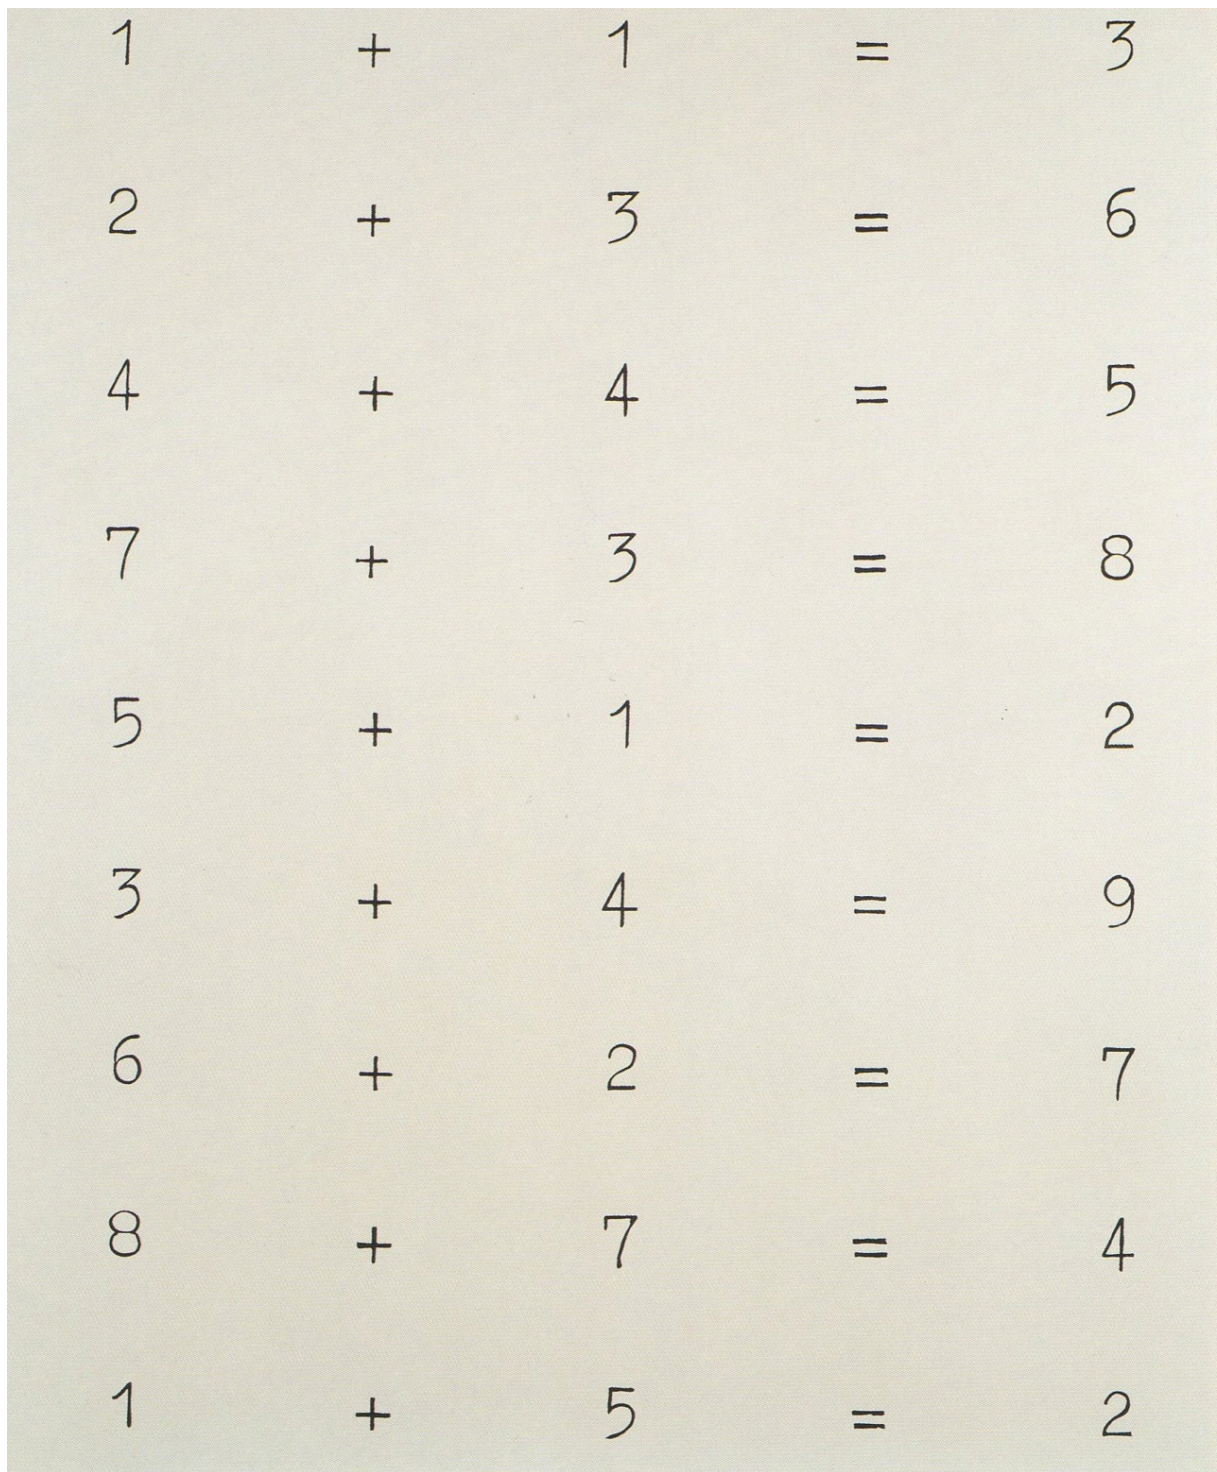 1 + 1 = 3
2 + 3 = 6
4 + 4 = 5
7 + 3 = 8
5 + 1 = 2
3 + 4 = 9
6 + 2 = 7
8 + 7 = 4
1 + 5 = 2